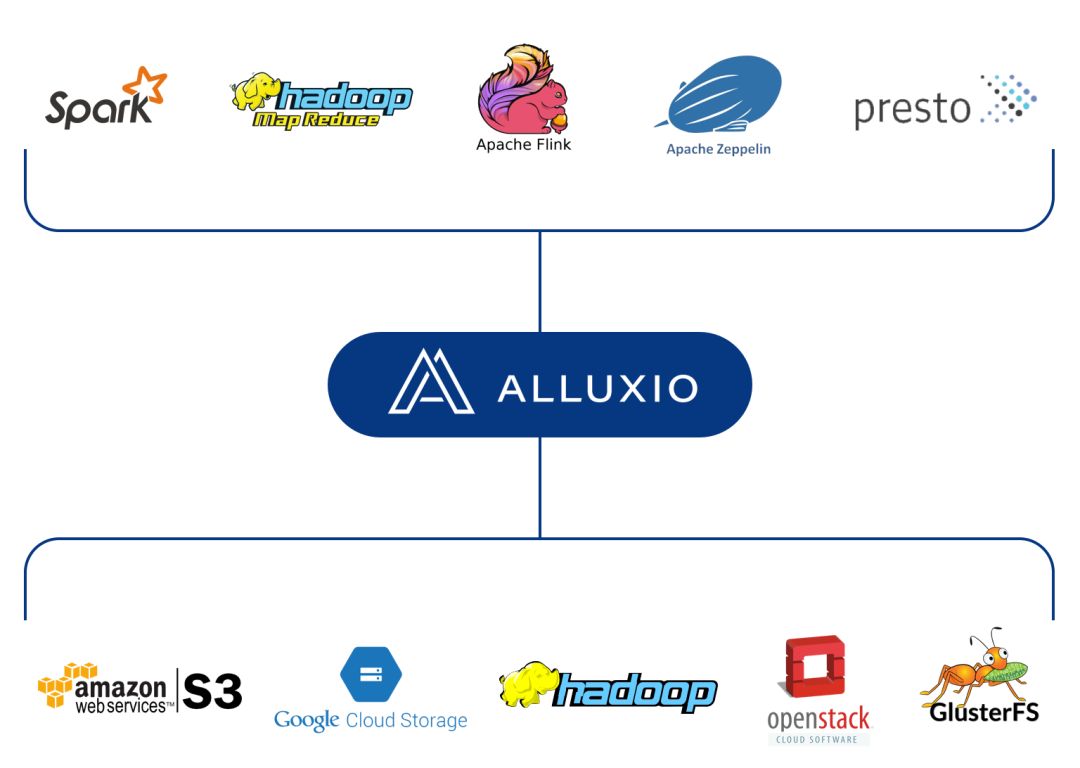 Spark
hadoop
Map Reduce
Apache Flink
Apache Zeppelin
presto
ALLUXIO
amazon
web services™
S3
Google Cloud Storage
hadoop
openstack
CLOUD SOFTWARE
GlusterFS